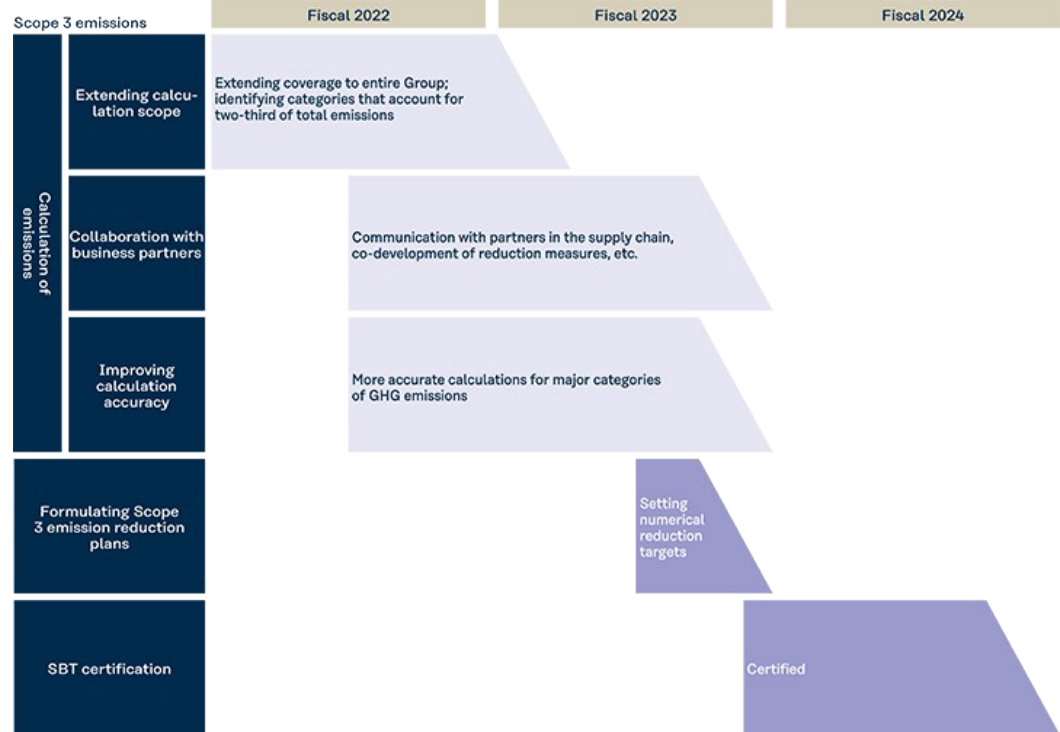 Scope 3 emissions
Fiscal 2022
Fiscal 2023
Fiscal 2024
Calculation of
emissions
Extending calcu-
lation scope
Extending coverage to entire Group;
identifying categories that account for
two-third of total emissions
Collaboration with
business partners
Communication with partners in the supply chain,
co-development of reduction measures, etc.
Improving
calculation
accuracy
More accurate calculations for major categories
of GHG emissions
Formulating Scope
3 emission reduction
plans
Setting
numerical
reduction
targets
SBT certification
Certified